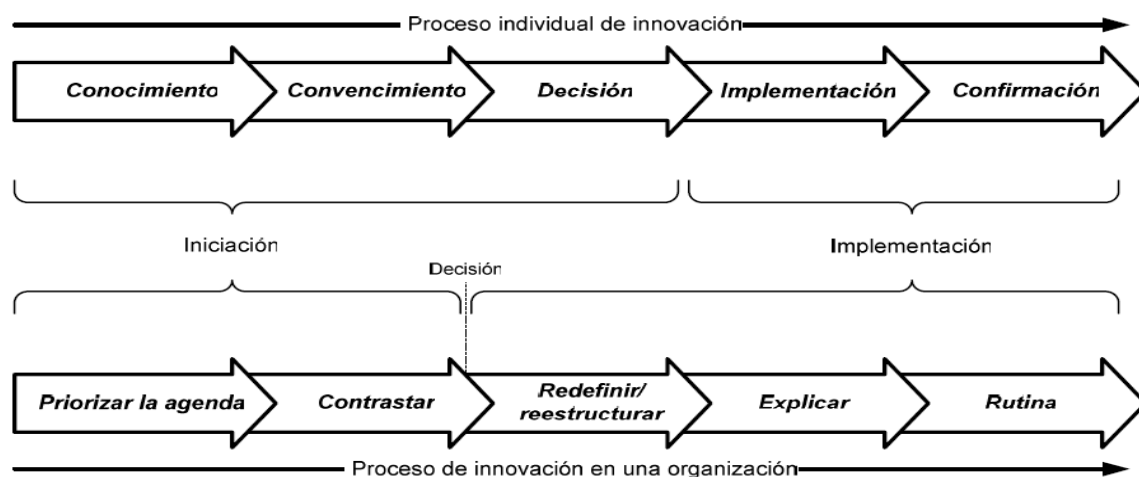 Proceso individual de innovación
Conocimiento
Convencimiento
Decisión
Implementación
Confirmación
Iniciación
Implementación
Decisión
Priorizar la agenda
Contrastar
Redefinir/
reestructurar
Explicar
Rutina
Proceso de innovación en una organización